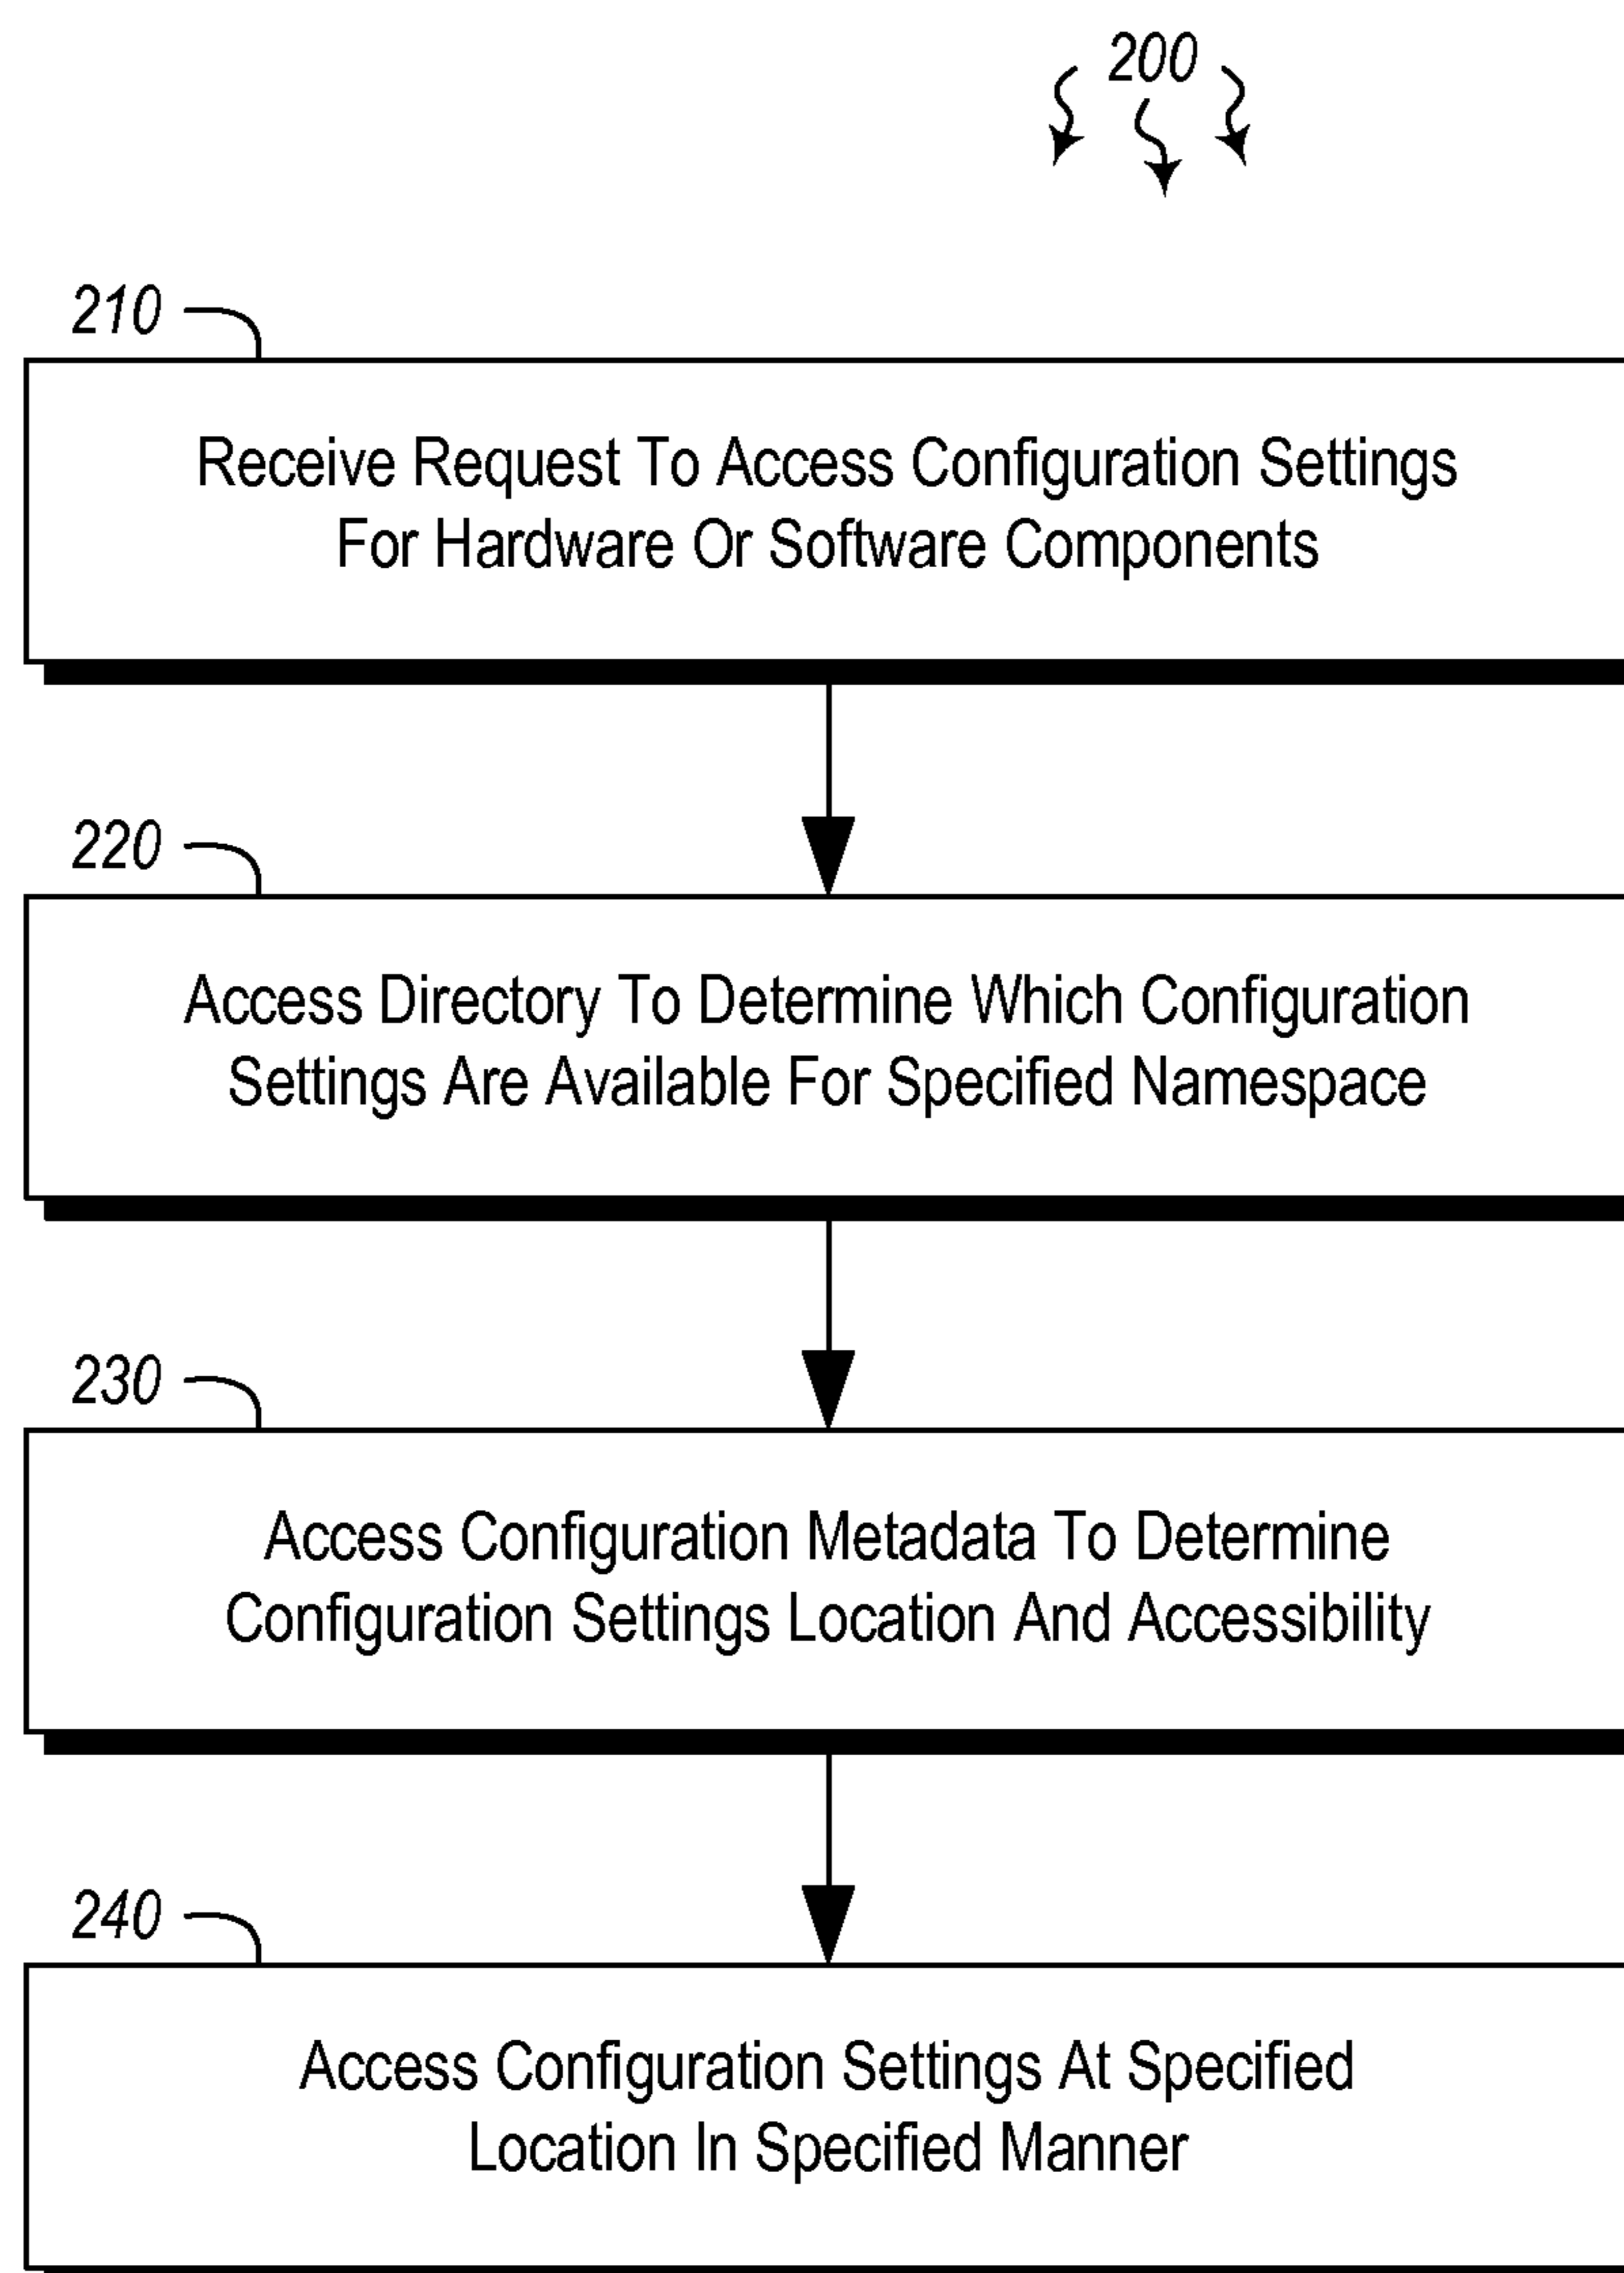 200
210
Receive Request To Access Configuration Settings
For Hardware Or Software Components
220
Access Directory To Determine Which Configuration
Settings Are Available For Specified Namespace
230
Access Configuration Metadata To Determine
Configuration Settings Location And Accessibility
240
Access Configuration Settings At Specified
Location In Specified Manner